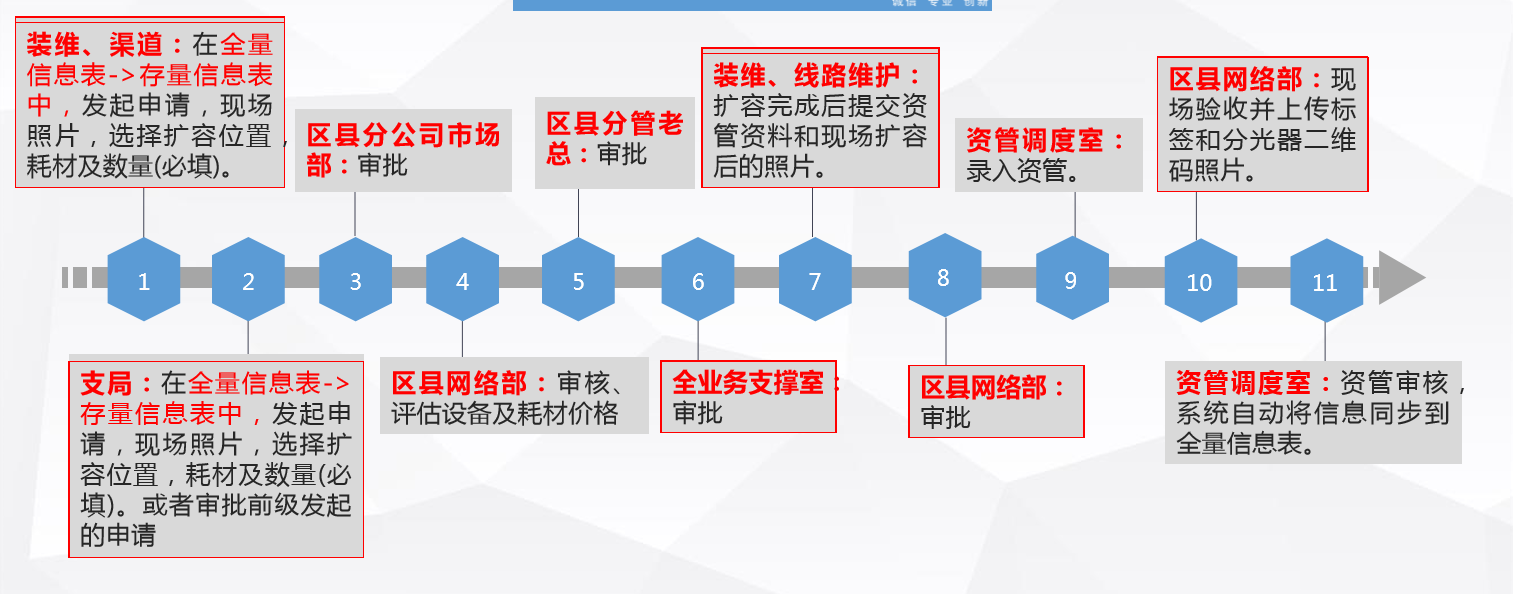 诚信 专业 创新
装维、渠道：在全量
信息表->存量信息表
中，发起申请，现场
照片，选择扩容位置，
耗材及数量(必填)。
区县分公司市场
部：审批
区县分管老
总：审批
装维、线路维护：
扩容完成后提交资
管资料和现场扩容
后的照片。
资管调度室：
录入资管。
区县网络部：现
场验收并上传标
签和分光器二维
码照片。
1
2
3
4
5
6
7
8
9
10
11
支局：在全量信息表->
存量信息表中，发起申
请，现场照片，选择扩
容位置，耗材及数量(必
填)。或者审批前级发起
的申请
区县网络部：审核、
评估设备及耗材价格
全业务支撑室：
审批
区县网络部：
审批
资管调度室：资管审核，
系统自动将信息同步到
全量信息表。